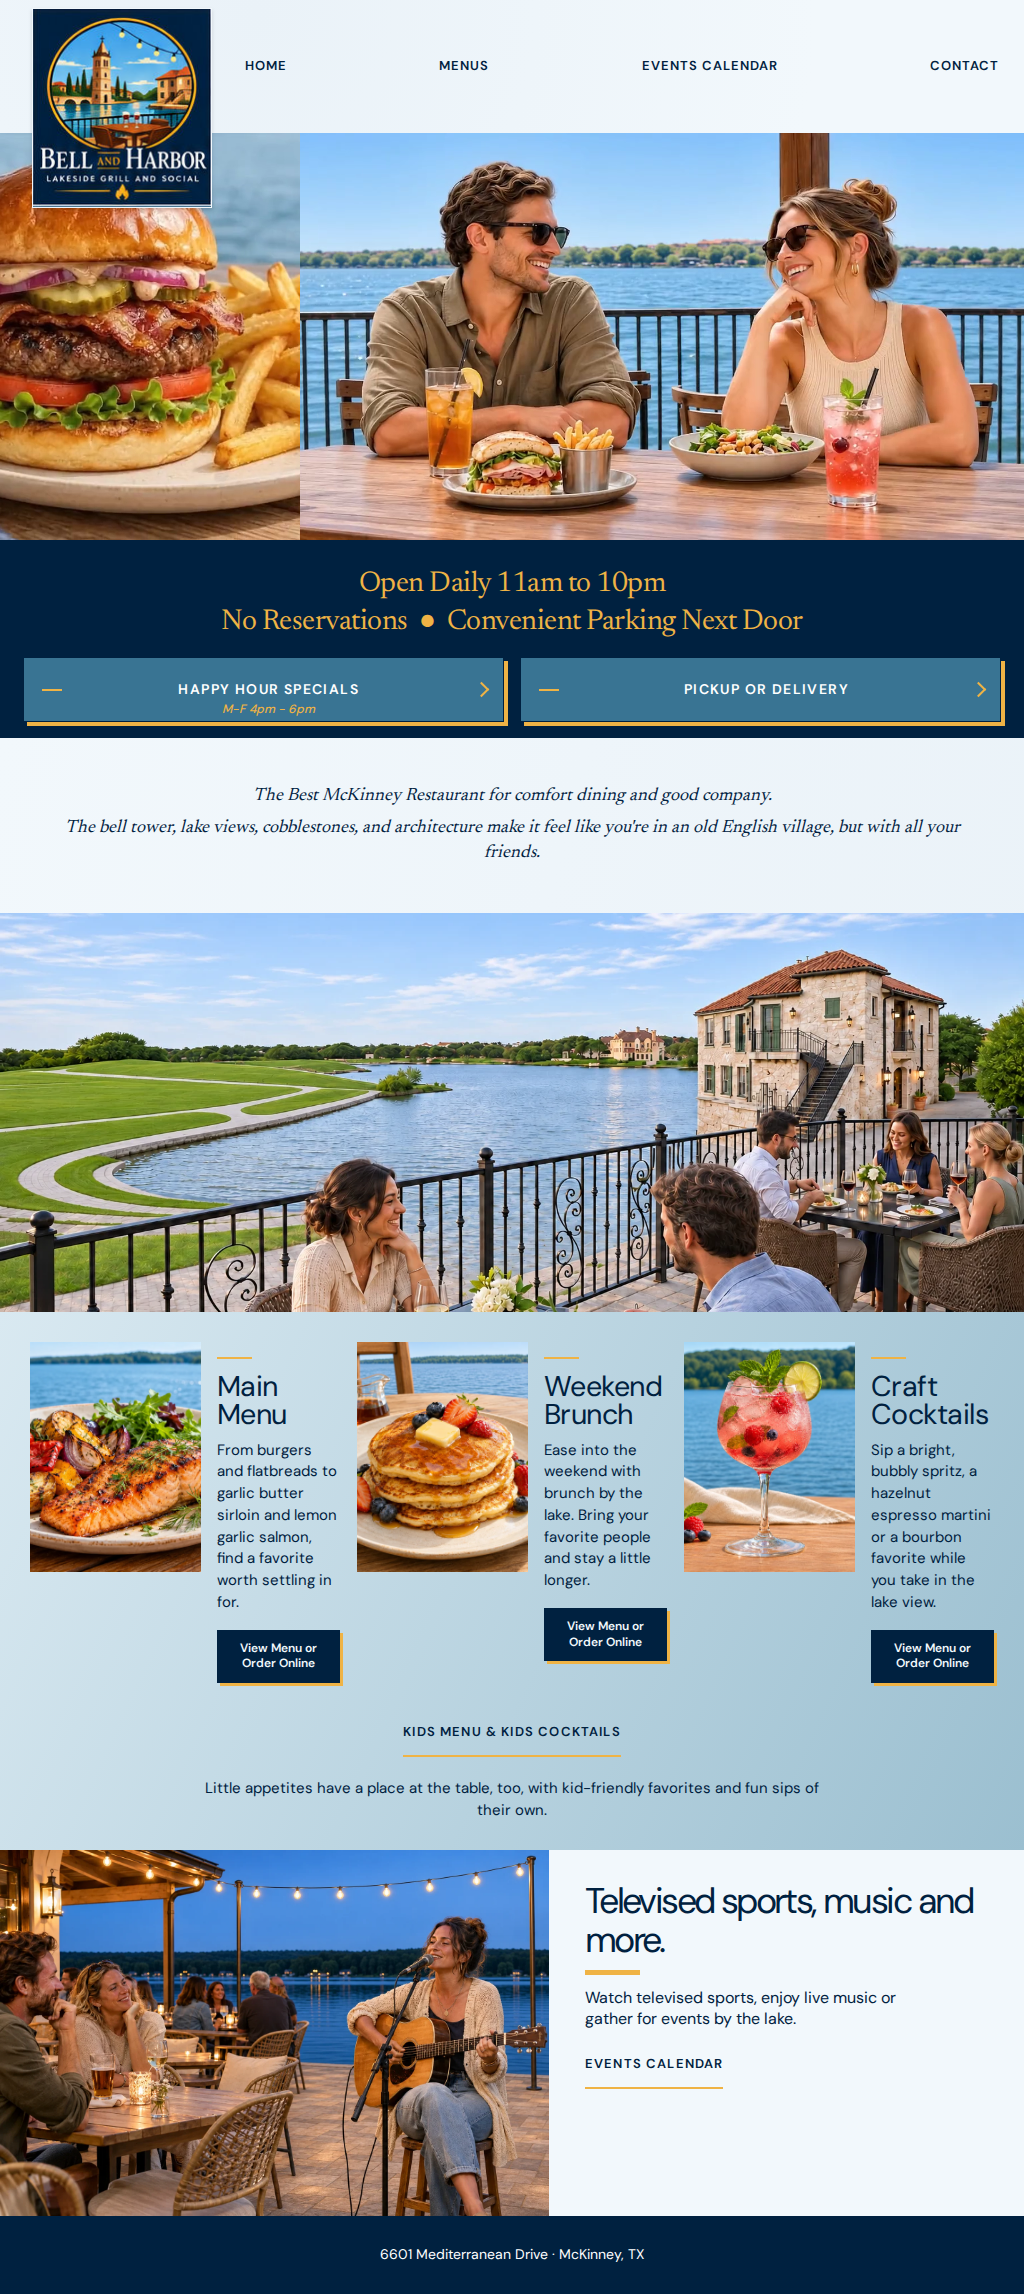 BELL AND HARBOR
LAKESIDE GRILL AND SOCIAL
HOME
MENUS
EVENTS CALENDAR
CONTACT
Open Daily 11am to 10pm
No Reservations ● Convenient Parking Next Door
HAPPY HOUR SPECIALS
M-F 4pm - 6pm
PICKUP OR DELIVERY
The Best McKinney Restaurant for comfort dining and good company.
The bell tower, lake views, cobblestones, and architecture make it feel like you're in an old English village, but with all your
friends.
Main
Menu
From burgers
and flatbreads to
garlic butter
sirloin and lemon
garlic salmon,
find a favorite
worth settling in
for.
View Menu or
Order Online
Weekend
Brunch
Ease into the
weekend with
brunch by the
lake. Bring your
favorite people
and stay a little
longer.
View Menu or
Order Online
Craft
Cocktails
Sip a bright,
bubbly spritz, a
hazelnut
espresso martini
or a bourbon
favorite while
you take in the
lake view.
View Menu or
Order Online
KIDS MENU & KIDS COCKTAILS
Little appetites have a place at the table, too, with kid-friendly favorites and fun sips of
their own.
Televised sports, music and
more.
Watch televised sports, enjoy live music or
gather for events by the lake.
EVENTS CALENDAR
6601 Mediterranean Drive · McKinney, TX